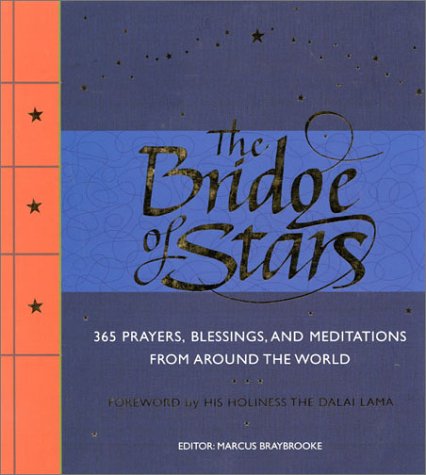 The
Bridge
of Stars
365 PRAYERS, BLESSINGS, AND MEDITATIONS
FROM AROUND THE WORLD
FOREWORD by HIS HOLINESS THE DALAI LAMA
EDITOR: MARCUS BRAYBROOKE